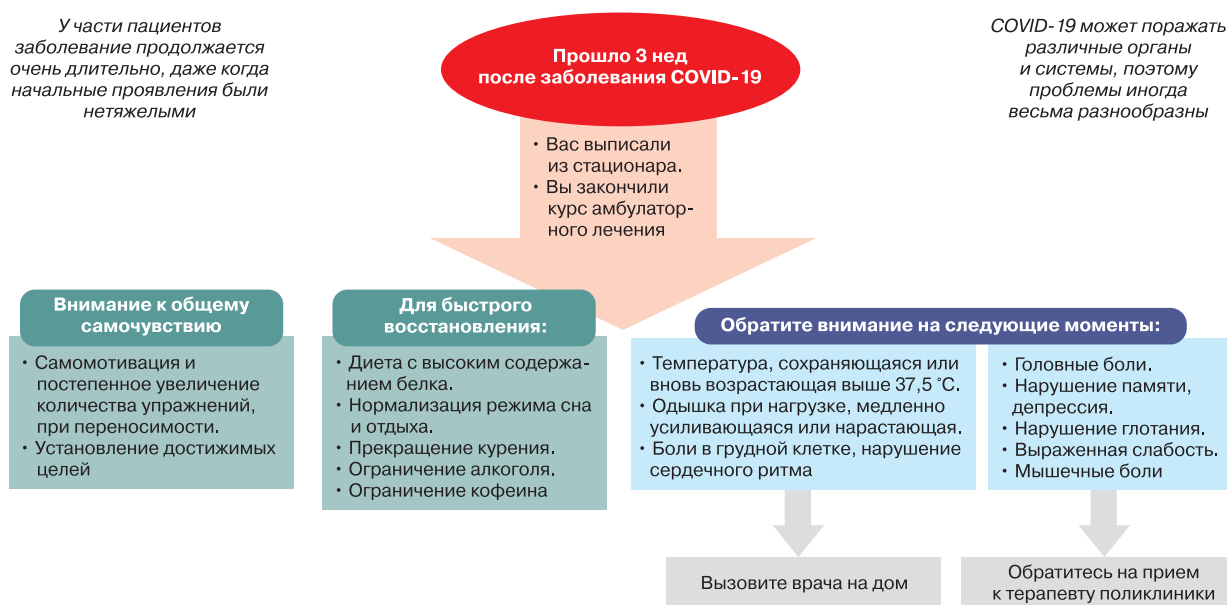 У части пациентов
заболевание продолжается
очень длительно, даже когда
начальные проявления были
нетяжелыми
Прошло 3 нед
после заболевания COVID-19
COVID-19 может поражать
различные органы
и системы, поэтому
проблемы иногда
весьма разнообразны
• Вас выписали
из стационара.
• Вы закончили
курс амбулатор-
ного лечения
Внимание к общему
самочувствию
• Самомотивация и
постепенное увеличение
количества упражнений,
при переносимости.
• Установление достижимых
целей
Для быстрого
восстановления:
• Диета с высоким содержа-
нием белка.
• Нормализация режима сна
и отдыха.
• Прекращение курения.
• Ограничение алкоголя.
• Ограничение кофеина
Обратите внимание на следующие моменты:
• Температура, сохраняющаяся или
вновь возрастающая выше 37,5 °C.
• Одышка при нагрузке, медленно
усиливающаяся или нарастающая.
• Боли в грудной клетке, нарушение
сердечного ритма
• Головные боли.
• Нарушение памяти,
депрессия.
• Нарушение глотания.
• Выраженная слабость.
• Мышечные боли
Вызовите врача на дом
Обратитесь на прием
к терапевту поликлиники